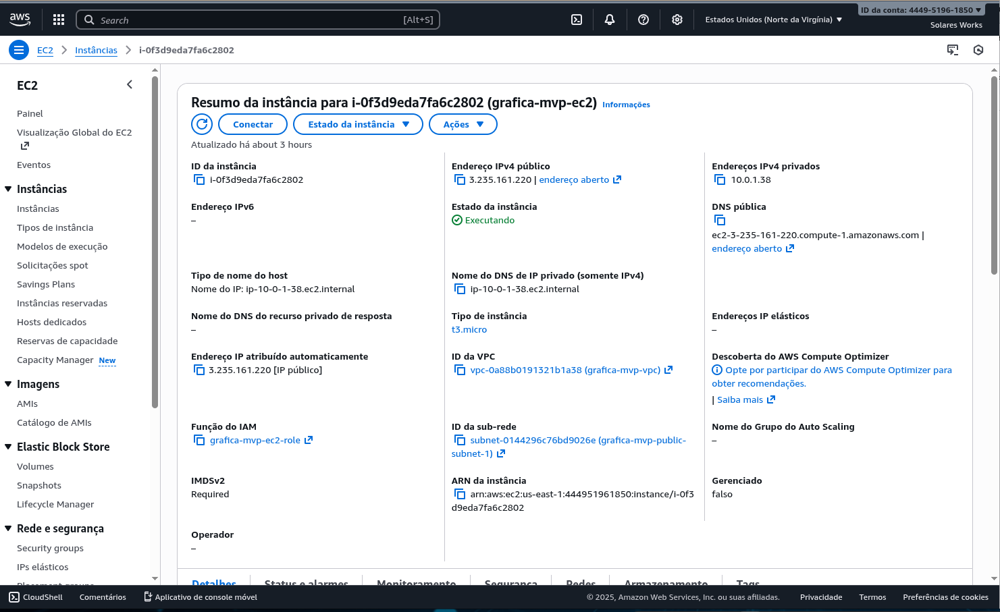 aws
Search
[Alt+S]
Estados Unidos (Norte da Virgínia)
ID da conta: 4449-5196-1850
Solares Works
EC2
Instâncias
i-0f3d9eda7fa6c2802
EC2
Painel
Visualização Global do EC2
Eventos
Instâncias
Instâncias
Tipos de instância
Modelos de execução
Solicitações spot
Savings Plans
Instâncias reservadas
Hosts dedicados
Reservas de capacidade
Capacity Manager New
Imagens
AMIs
Catálogo de AMIs
Elastic Block Store
Volumes
Snapshots
Lifecycle Manager
Rede e segurança
Security groups
IPs elásticos
Placement groups
Resumo da instância para i-0f3d9eda7fa6c2802 (grafica-mvp-ec2) Informações
Conectar
Estado da instância
Ações
Atualizado há about 3 hours
ID da instância
i-0f3d9eda7fa6c2802
Endereço IPv4 público
3.235.161.220 | endereço aberto
Endereços IPv4 privados
10.0.1.38
Endereço IPv6
–
Estado da instância
Executando
DNS pública
ec2-3-235-161-220.compute-1.amazonaws.com |
endereço aberto
Tipo de nome do host
Nome do IP: ip-10-0-1-38.ec2.internal
Nome do DNS de IP privado (somente IPv4)
ip-10-0-1-38.ec2.internal
Nome do DNS do recurso privado de resposta
–
Tipo de instância
t3.micro
Endereços IP elásticos
–
Endereço IP atribuído automaticamente
3.235.161.220 [IP público]
ID da VPC
vpc-0a88b0191321b1a38 (grafica-mvp-vpc)
Descoberta do AWS Compute Optimizer
Opte por participar do AWS Compute Optimizer para
obter recomendações.
| Saiba mais
Função do IAM
grafica-mvp-ec2-role
ID da sub-rede
subnet-0144296c76bd9026e (grafica-mvp-public-
subnet-1)
Nome do Grupo do Auto Scaling
–
IMDSv2
Required
ARN da instância
arn:aws:ec2:us-east-1:444951961850:instance/i-0f3
d9eda7fa6c2802
Gerenciado
falso
Operador
–
Detalhes
Status e alarmes
Monitoramento
Segurança
Redes
Armazenamento
Tags
CloudShell
Comentários
Aplicativo de console móvel
© 2025, Amazon Web Services, Inc. ou suas afiliadas.
Privacidade
Termos
Preferências de cookies